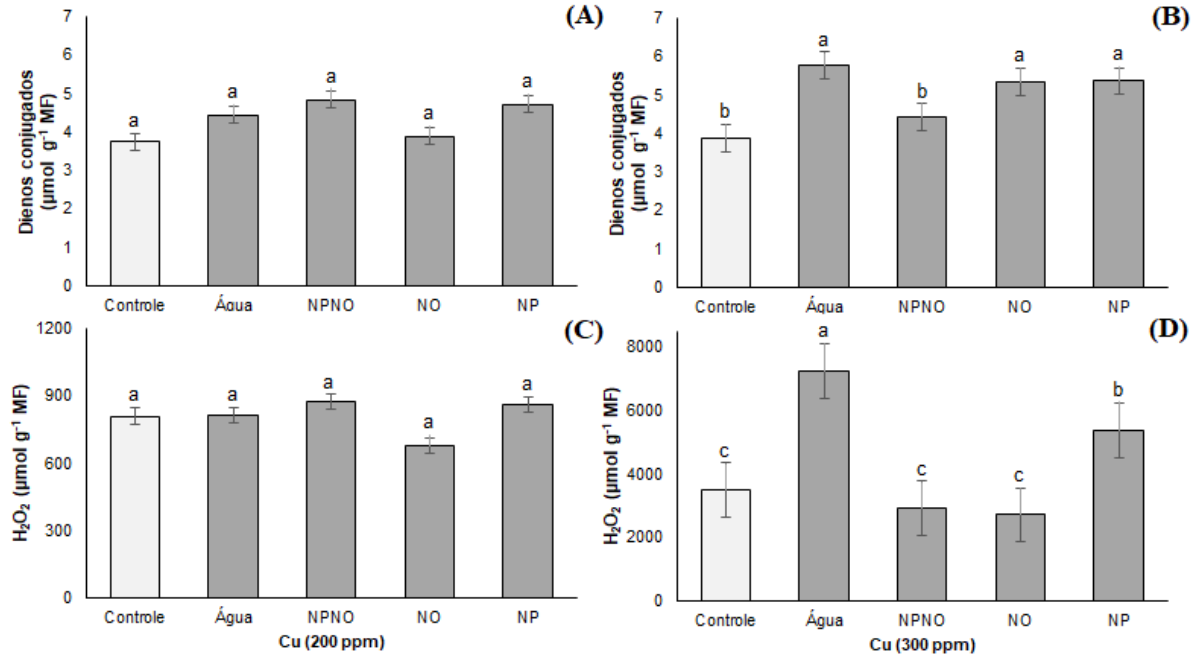 (A)
7
6
5
4
3
2
1
0
Dienos conjugados
(µmol g⁻¹ MF)
a
a
a
a
a
Controle Água NPNO NO NP
(B)
7
6
5
4
3
2
1
0
Dienos conjugados
(µmol g⁻¹ MF)
b
a
b
a
a
Controle Água NPNO NO NP
(C)
1200
900
600
300
0
H₂O₂ (µmol g⁻¹ MF)
a
a
a
a
a
Controle Água NPNO NO NP
Cu (200 ppm)
(D)
8000
6000
4000
2000
0
H₂O₂ (µmol g⁻¹ MF)
c
a
c
c
b
Controle Água NPNO NO NP
Cu (300 ppm)